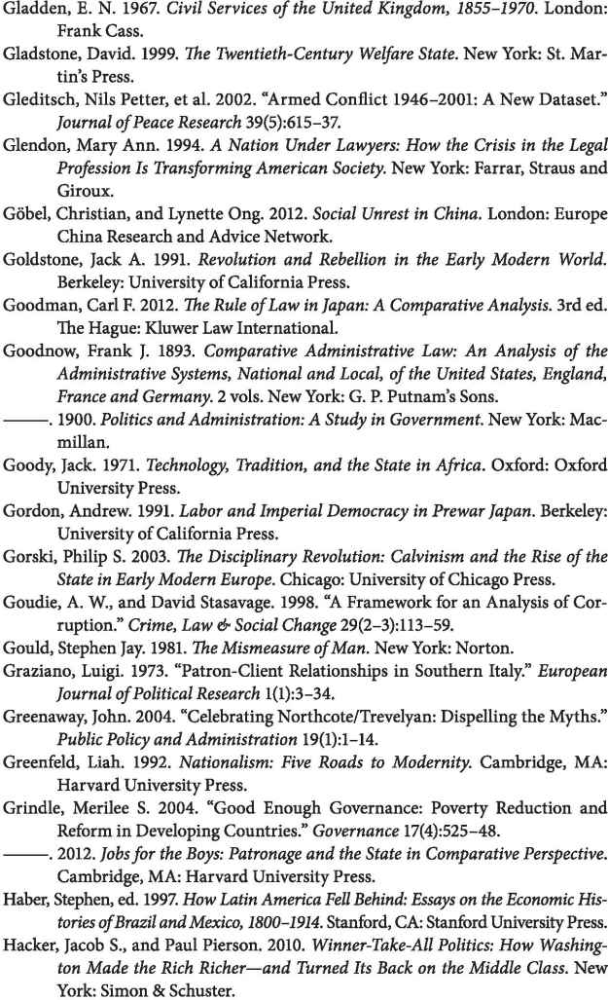 Gladden, E. N. 1967. Civil Services of the United Kingdom, 1855–1970. London:
Frank Cass.
Gladstone, David. 1999. The Twentieth-Century Welfare State. New York: St. Mar-
tin’s Press.
Gleditsch, Nils Petter, et al. 2002. “Armed Conflict 1946–2001: A New Dataset.”
Journal of Peace Research 39(5):615–37.
Glendon, Mary Ann. 1994. A Nation Under Lawyers: How the Crisis in the Legal
Profession Is Transforming American Society. New York: Farrar, Straus and
Giroux.
Göbel, Christian, and Lynette Ong. 2012. Social Unrest in China. London: Europe
China Research and Advice Network.
Goldstone, Jack A. 1991. Revolution and Rebellion in the Early Modern World.
Berkeley: University of California Press.
Goodman, Carl F. 2012. The Rule of Law in Japan: A Comparative Analysis. 3rd ed.
The Hague: Kluwer Law International.
Goodnow, Frank J. 1893. Comparative Administrative Law: An Analysis of the
Administrative Systems, National and Local, of the United States, England,
France and Germany. 2 vols. New York: G. P. Putnam’s Sons.
———. 1900. Politics and Administration: A Study in Government. New York: Mac-
millan.
Goody, Jack. 1971. Technology, Tradition, and the State in Africa. Oxford: Oxford
University Press.
Gordon, Andrew. 1991. Labor and Imperial Democracy in Prewar Japan. Berkeley:
University of California Press.
Gorski, Philip S. 2003. The Disciplinary Revolution: Calvinism and the Rise of the
State in Early Modern Europe. Chicago: University of Chicago Press.
Goudie, A. W., and David Stasavage. 1998. “A Framework for an Analysis of Cor-
ruption.” Crime, Law & Social Change 29(2–3):113–59.
Gould, Stephen Jay. 1981. The Mismeasure of Man. New York: Norton.
Graziano, Luigi. 1973. “Patron-Client Relationships in Southern Italy.” European
Journal of Political Research 1(1):3–34.
Greenaway, John. 2004. “Celebrating Northcote/Trevelyan: Dispelling the Myths.”
Public Policy and Administration 19(1):1–14.
Greenfeld, Liah. 1992. Nationalism: Five Roads to Modernity. Cambridge, MA:
Harvard University Press.
Grindle, Merilee S. 2004. “Good Enough Governance: Poverty Reduction and
Reform in Developing Countries.” Governance 17(4):525–48.
———. 2012. Jobs for the Boys: Patronage and the State in Comparative Perspective.
Cambridge, MA: Harvard University Press.
Haber, Stephen, ed. 1997. How Latin America Fell Behind: Essays on the Economic His-
tories of Brazil and Mexico, 1800–1914. Stanford, CA: Stanford University Press.
Hacker, Jacob S., and Paul Pierson. 2010. Winner-Take-All Politics: How Washing-
ton Made the Rich Richer—and Turned Its Back on the Middle Class. New
York: Simon & Schuster.